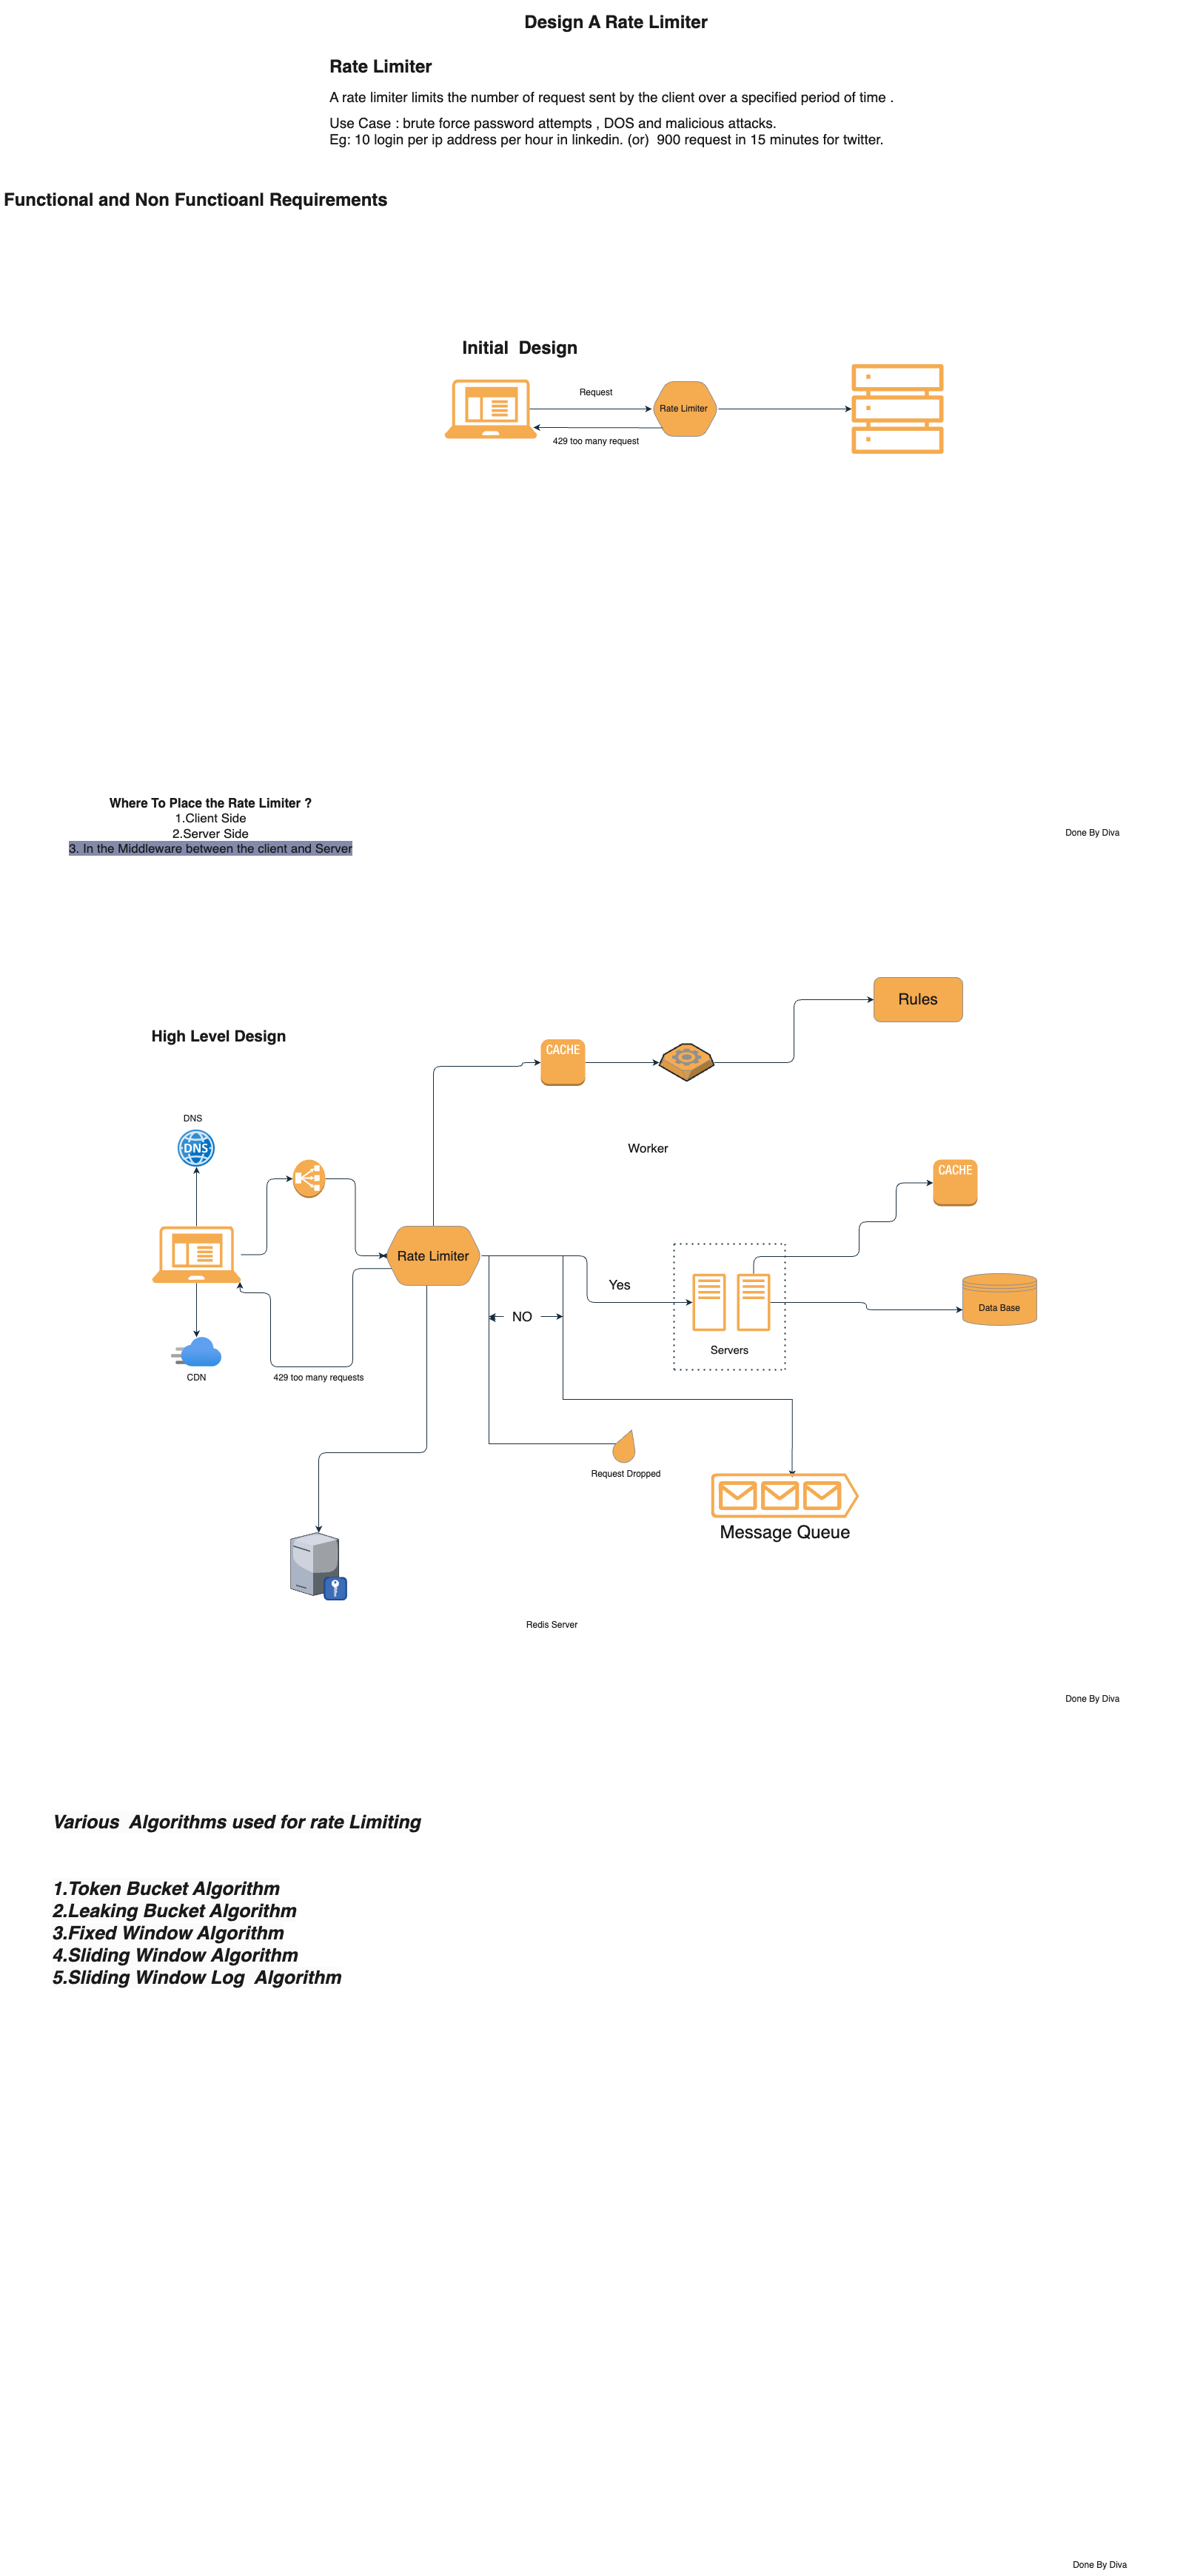 Design A Rate Limiter
Rate Limiter
A rate limiter limits the number of request sent by the client over a specified period of time .
Use Case : brute force password attempts , DOS and malicious attacks.
Eg: 10 login per ip address per hour in linkedin. (or)  900 request in 15 minutes for twitter.
Functional and Non Functioanl Requirements
Initial  Design
Request
Rate Limiter
429 too many request
Where To Place the Rate Limiter ?
1.Client Side
2.Server Side
3. In the Middleware between the client and Server
Done By Diva
Rules
High Level Design
CACHE
DNS
DNS
Worker
CACHE
Rate Limiter
Yes
NO
Data Base
Servers
CDN
429 too many requests
Request Dropped
Message Queue
Redis Server
Done By Diva
Various  Algorithms used for rate Limiting
1.Token Bucket Algorithm
2.Leaking Bucket Algorithm
3.Fixed Window Algorithm
4.Sliding Window Algorithm
5.Sliding Window Log  Algorithm
Done By Diva